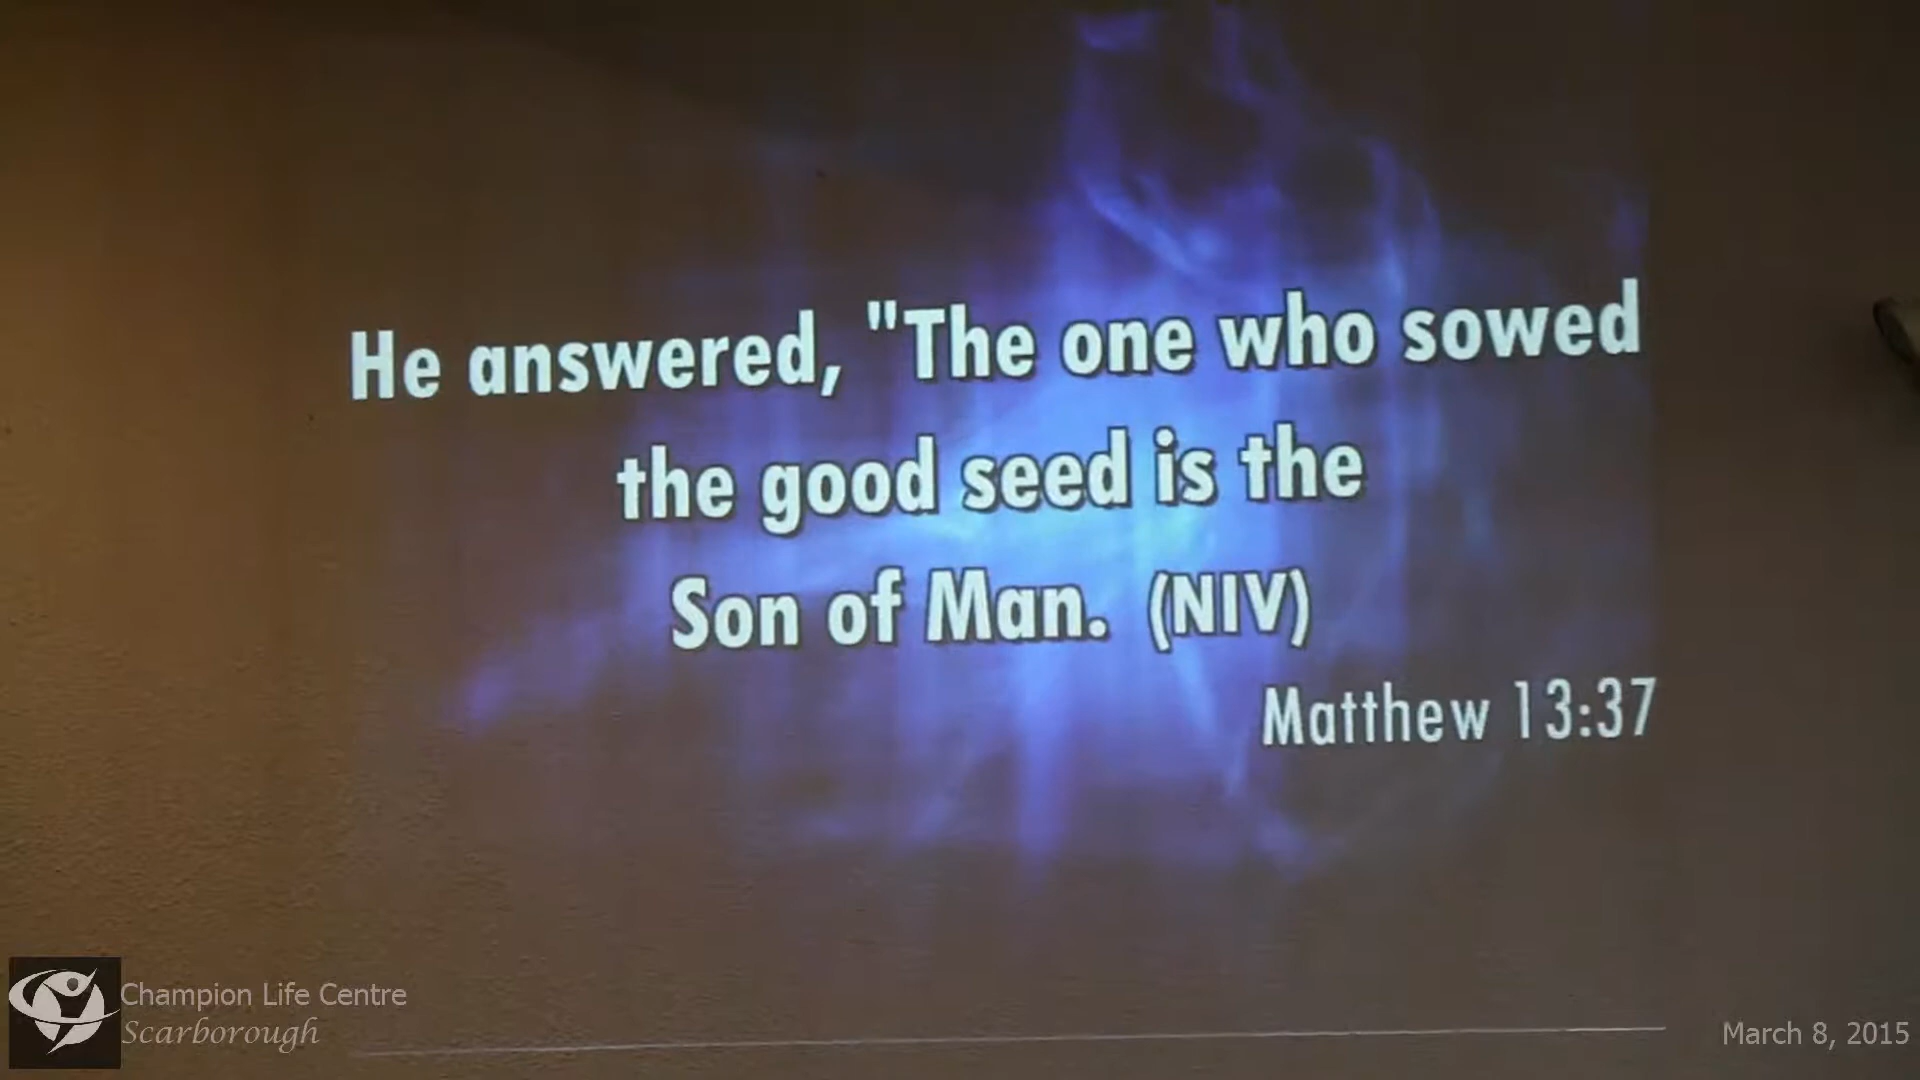 He answered, "The one who sowed
the good seed is the
Son of Man. (NIV)
Matthew 13:37
Champion Life Centre
Scarborough
March 8, 2015